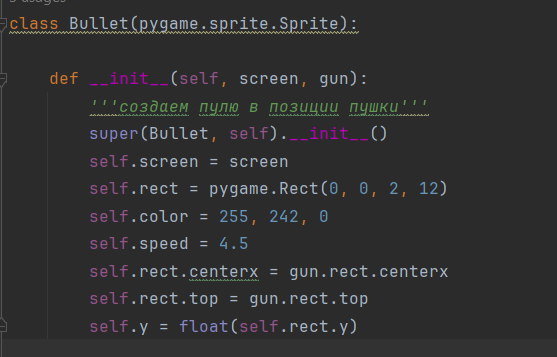 5 usages
class Bullet(pygame.sprite.Sprite):
def __init__(self, screen, gun):
'''создаем пулю в позиции пушки'''
super(Bullet, self).__init__()
self.screen = screen
self.rect = pygame.Rect(0, 0, 2, 12)
self.color = 255, 242, 0
self.speed = 4.5
self.rect.centerx = gun.rect.centerx
self.rect.top = gun.rect.top
self.y = float(self.rect.y)